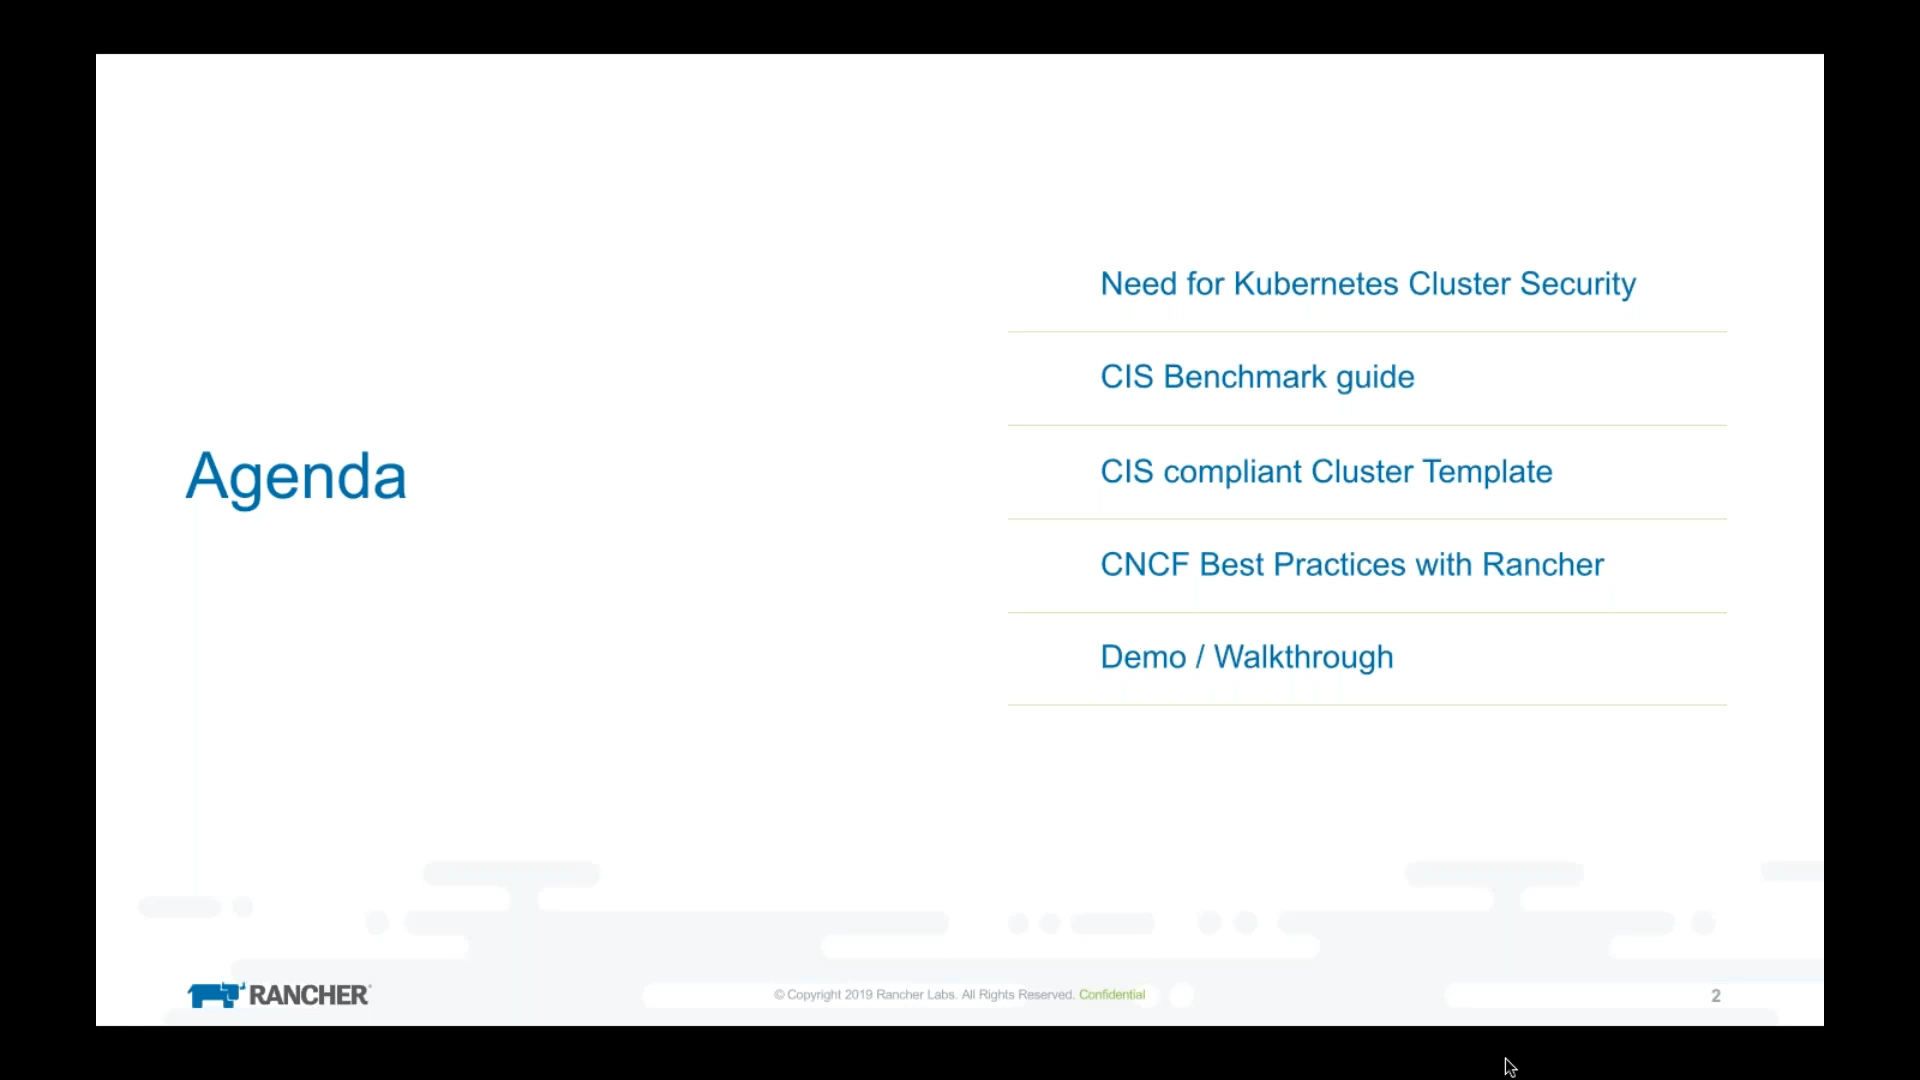 Agenda
Need for Kubernetes Cluster Security
CIS Benchmark guide
CIS compliant Cluster Template
CNCF Best Practices with Rancher
Demo / Walkthrough
RANCHER
© Copyright 2019 Rancher Labs. All Rights Reserved. Confidential
2